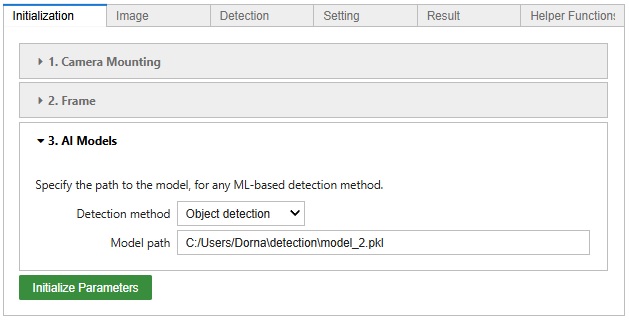 Initialization Image Detection Setting Result Helper Functions
1. Camera Mounting
2. Frame
3. AI Models
Specify the path to the model, for any ML-based detection method.
Detection method Object detection
Model path C:/Users/Dorna\detection\model_2.pkl
Initialize Parameters